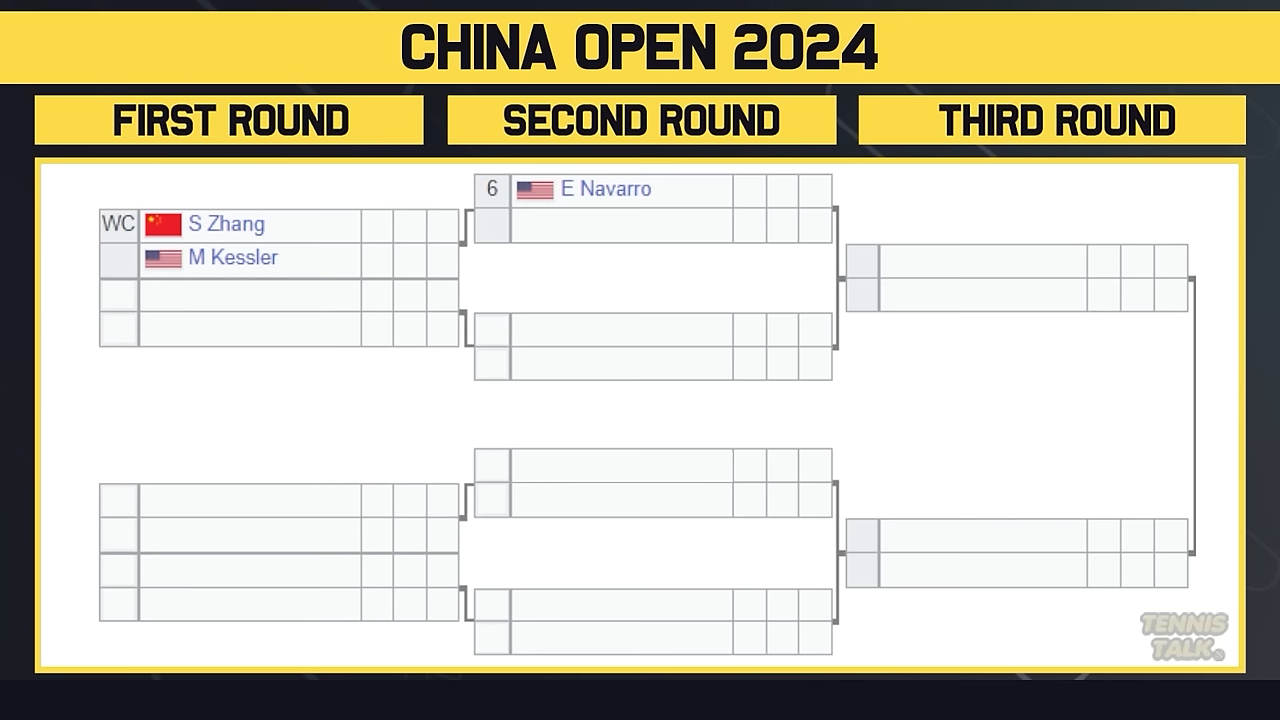 CHINA OPEN 2024
FIRST ROUND
SECOND ROUND
THIRD ROUND
6 E Navarro
WC S Zhang
M Kessler
TENNIS
TALK